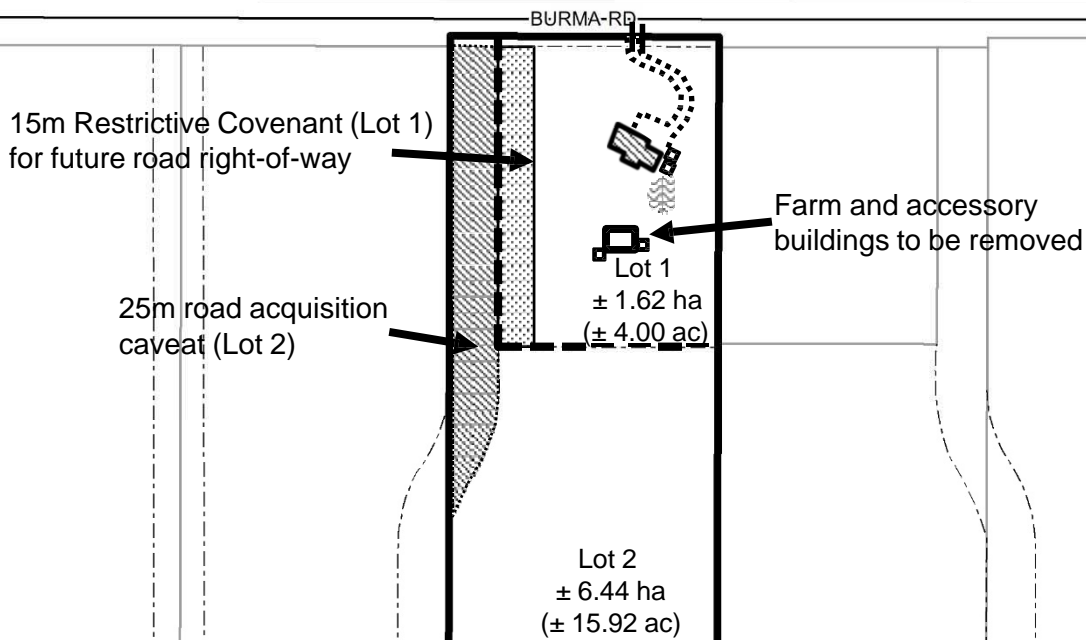 BURMA RD
15m Restrictive Covenant (Lot 1)
for future road right-of-way
Farm and accessory
buildings to be removed
Lot 1
± 1.62 ha
(± 4.00 ac)
25m road acquisition
caveat (Lot 2)
Lot 2
± 6.44 ha
(± 15.92 ac)